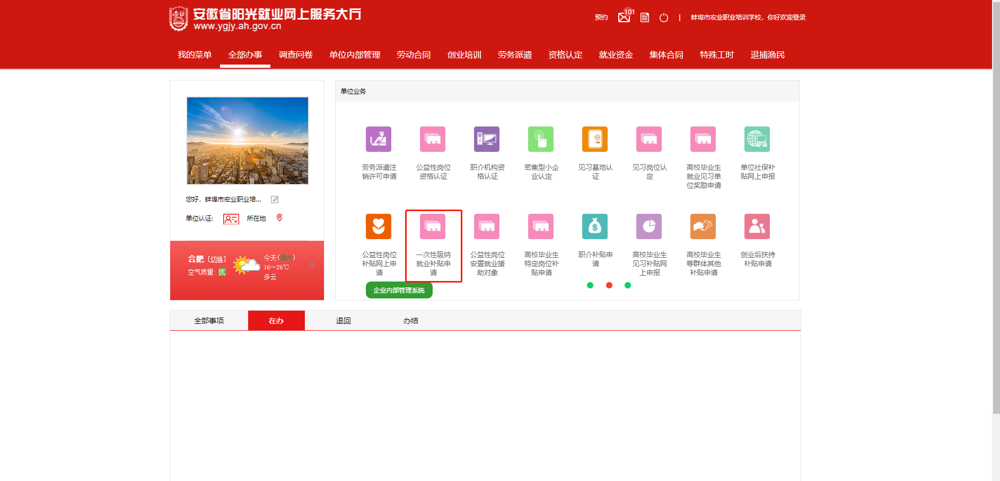 安徽省阳光就业网上服务大厅
www.ygjy.ah.gov.cn
预约
101
|
蚌埠市宏业职业培训学校，你好欢迎登录
我的菜单 全部办事 调查问卷 单位内部管理 劳动合同 创业培训 劳务派遣 资格认定 就业资金 集体合同 特殊工时 退捕渔民
您好，蚌埠市宏业职业培...
单位认证: 所在地
合肥 [切换]
空气质量: 优
今天(周六)
16～26℃
多云
»
单位业务
劳务派遣注
销许可申请
公益性岗位
资格认证
职介机构资
格认证
密集型小企
业认定
见习基地认
证
见习岗位认
定
高校毕业生
就业见习单
位奖励申请
单位社保补
贴网上申报
公益性岗位
补贴网上申
请
一次性吸纳
就业补贴申
请
公益性岗位
安置就业援
助对象
高校毕业生
特定岗位补
贴申请
职介补贴申
请
高校毕业生
见习补贴网
上申报
高校毕业生
等群体其他
补贴申请
创业后扶持
补贴申请
企业内部管理系统
全部事项 在办 退回 办结